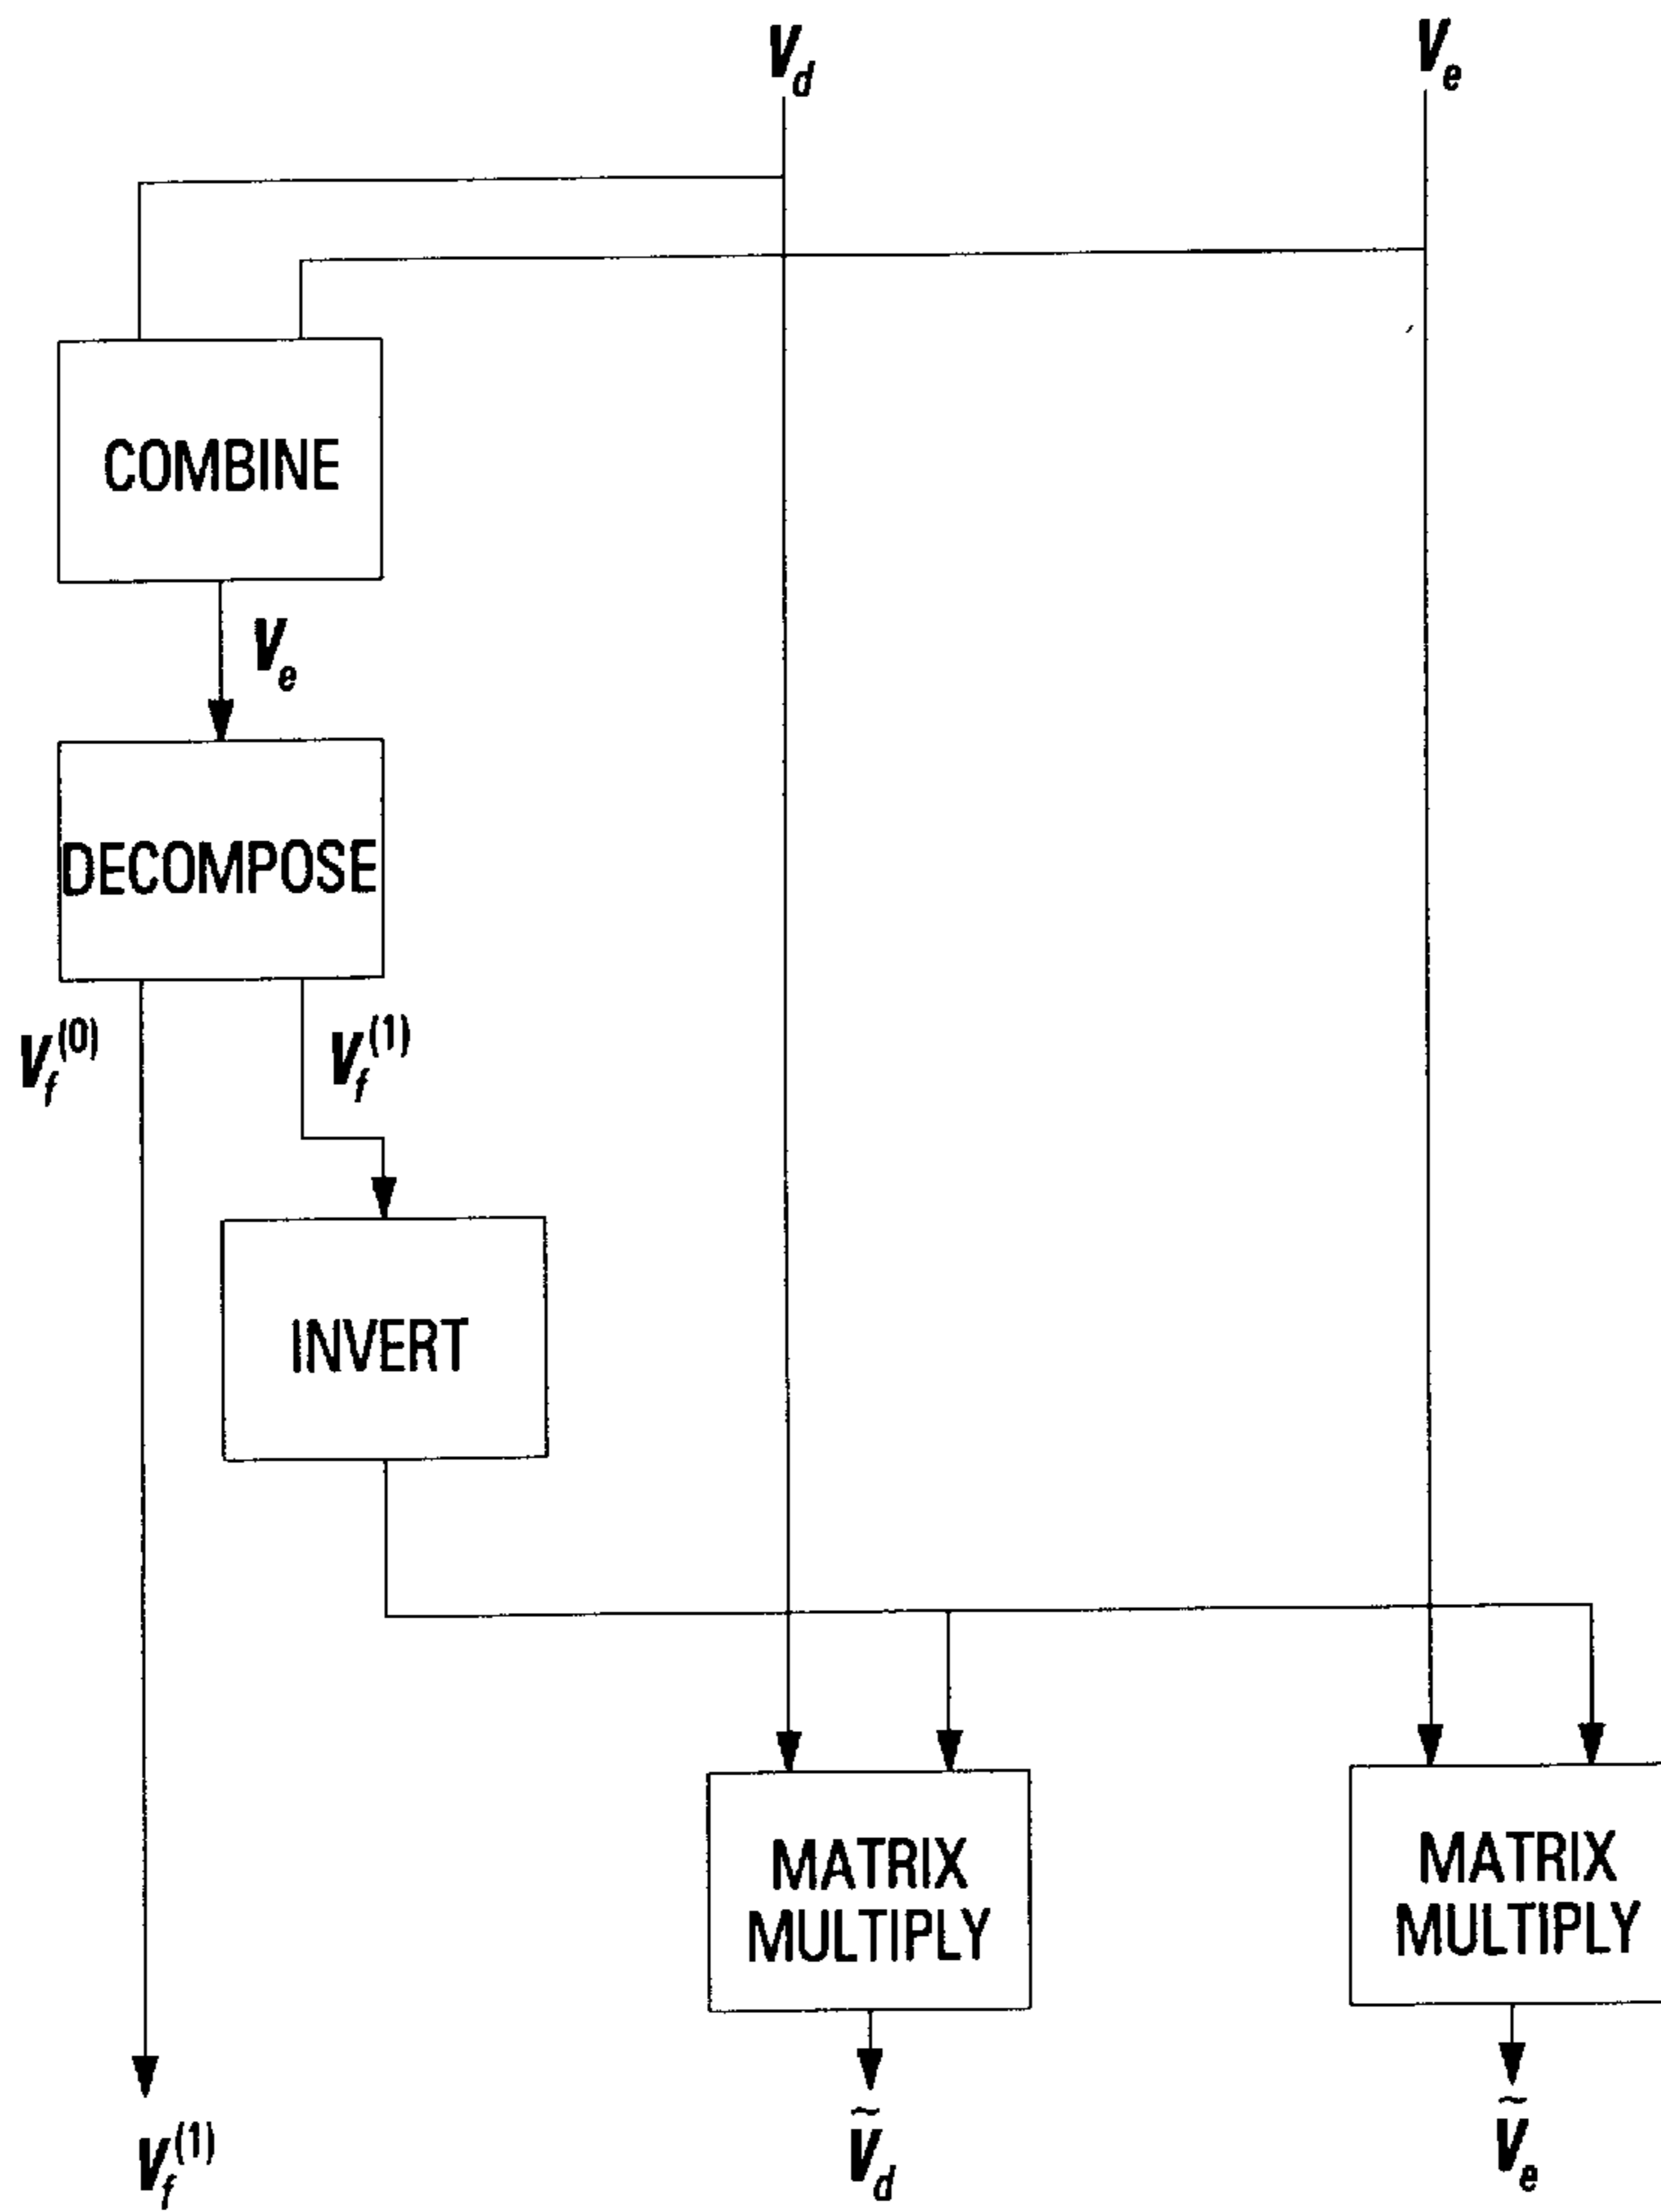 V_d
V_e
COMBINE
V_e
DECOMPOSE
V_f^(0)
V_f^(1)
INVERT
MATRIX
MULTIPLY
MATRIX
MULTIPLY
Ṽ_d
Ṽ_e
V_f^(1)